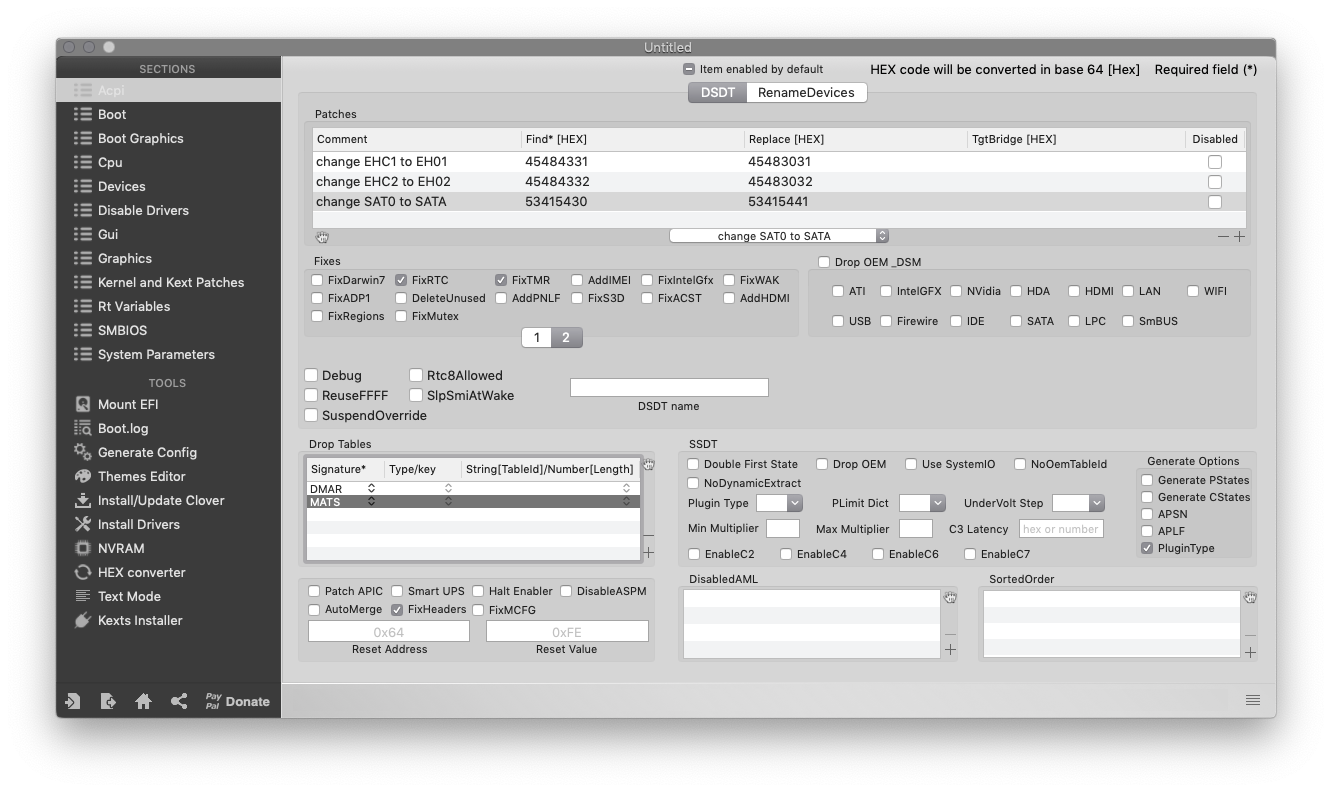 Untitled
SECTIONS
Acpi
Boot
Boot Graphics
Cpu
Devices
Disable Drivers
Gui
Graphics
Kernel and Kext Patches
Rt Variables
SMBIOS
System Parameters
TOOLS
Mount EFI
Boot.log
Generate Config
Themes Editor
Install/Update Clover
Install Drivers
NVRAM
HEX converter
Text Mode
Kexts Installer
Pay Pal Donate
Item enabled by default HEX code will be converted in base 64 [Hex] Required field (*)
DSDT RenameDevices
Patches
Comment Find* [HEX] Replace [HEX] TgtBridge [HEX] Disabled
change EHC1 to EH01 45484331 45483031
change EHC2 to EH02 45484332 45483032
change SAT0 to SATA 53415430 53415441
change SAT0 to SATA
Fixes
FixDarwin7 FixRTC FixTMR AddIMEI FixIntelGfx FixWAK
FixADP1 DeleteUnused AddPNLF FixS3D FixACST AddHDMI
FixRegions FixMutex
1 2
Drop OEM _DSM
ATI IntelGFX NVidia HDA HDMI LAN WIFI
USB Firewire IDE SATA LPC SmBUS
Debug Rtc8Allowed
ReuseFFFF SlpSmiAtWake
SuspendOverride
DSDT name
Drop Tables
Signature* Type/key String[TableId]/Number[Length]
DMAR
MATS
SSDT
Double First State Drop OEM Use SystemIO NoOemTableId
NoDynamicExtract
Plugin Type PLimit Dict UnderVolt Step
Min Multiplier Max Multiplier C3 Latency hex or number
EnableC2 EnableC4 EnableC6 EnableC7
Generate Options
Generate PStates
Generate CStates
APSN
APLF
PluginType
Patch APIC Smart UPS Halt Enabler DisableASPM
AutoMerge FixHeaders FixMCFG
0x64 0xFE
Reset Address Reset Value
DisabledAML
SortedOrder